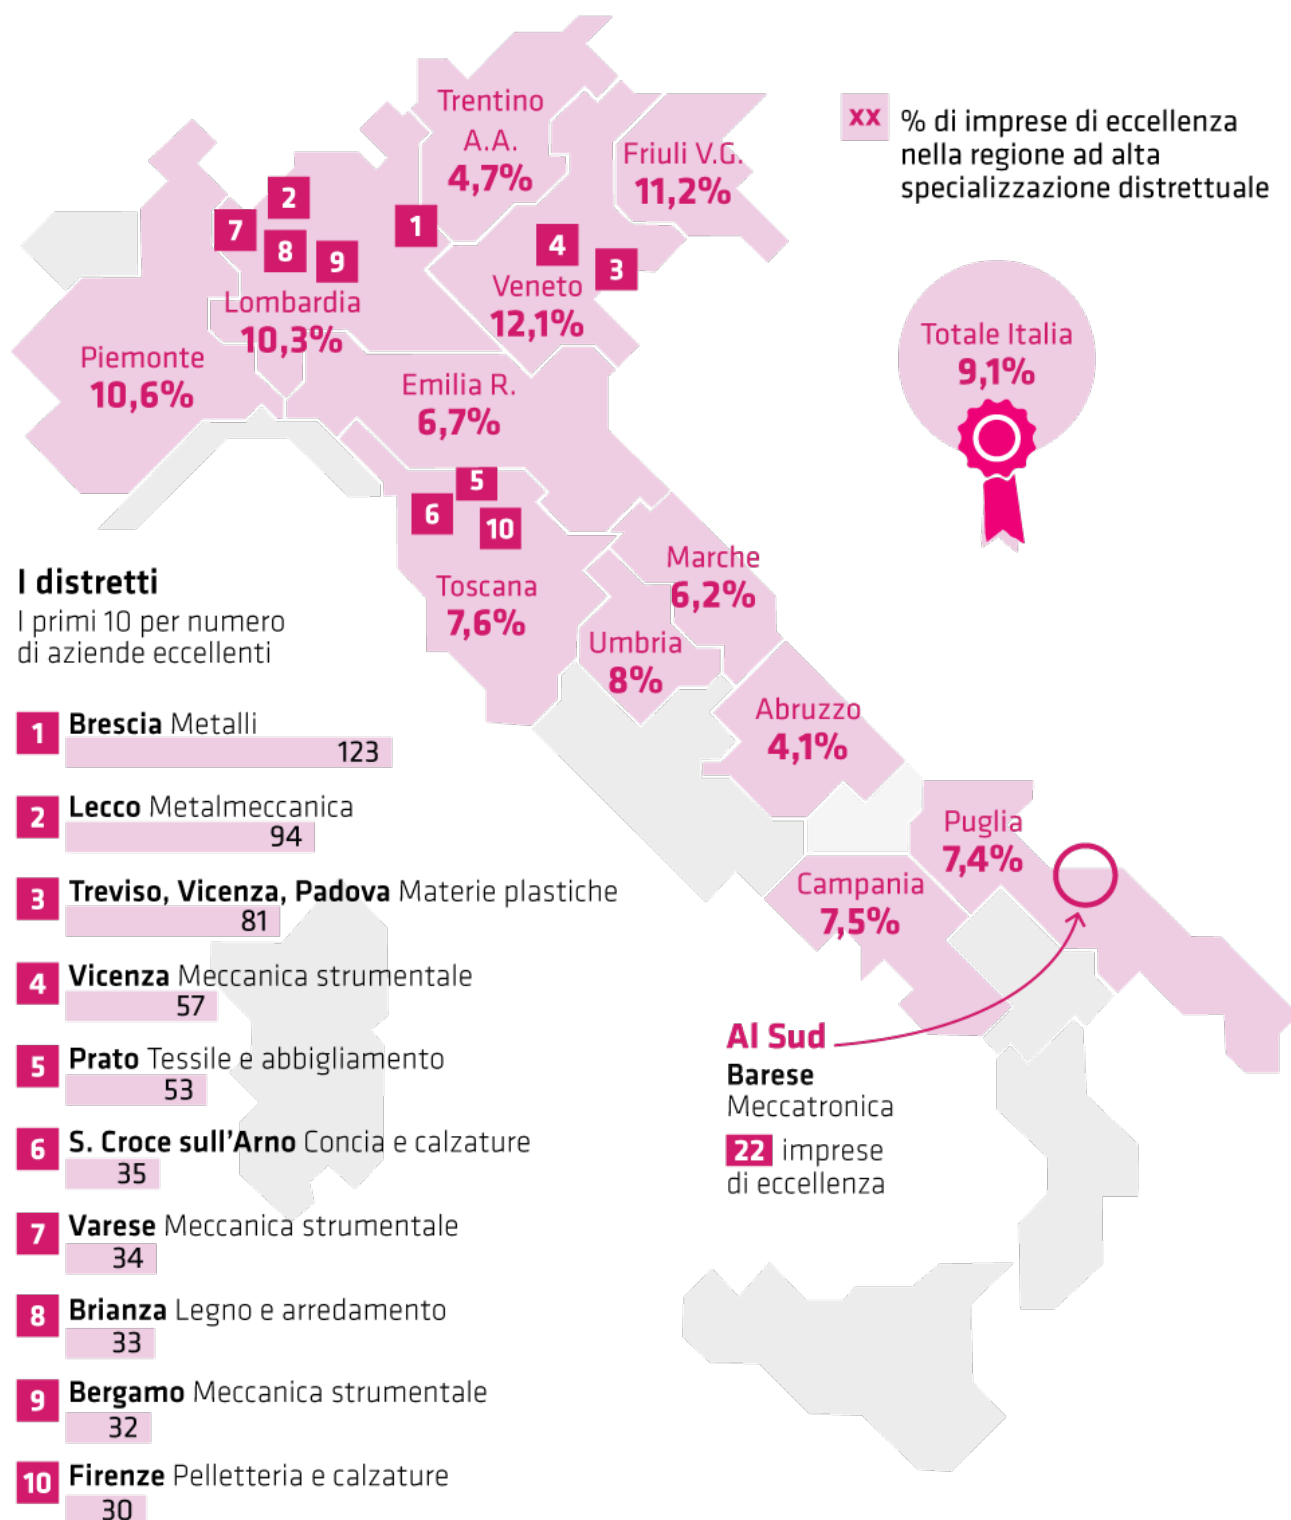 Trentino
A.A.
4,7%
Friuli V.G.
11,2%
xx
% di imprese di eccellenza
nella regione ad alta
specializzazione distrettuale
2
7
8
9
1
4
3
Veneto
12,1%
Lombardia
10,3%
Piemonte
10,6%
Totale Italia
9,1%
Emilia R.
6,7%
5
6
10
Toscana
7,6%
Marche
6,2%
Umbria
8%
Abruzzo
4,1%
Puglia
7,4%
Campania
7,5%
I distretti
I primi 10 per numero
di aziende eccellenti
1 Brescia Metalli
123
2 Lecco Metalmeccanica
94
3 Treviso, Vicenza, Padova Materie plastiche
81
4 Vicenza Meccanica strumentale
57
5 Prato Tessile e abbigliamento
53
6 S. Croce sull'Arno Concia e calzature
35
7 Varese Meccanica strumentale
34
8 Brianza Legno e arredamento
33
9 Bergamo Meccanica strumentale
32
10 Firenze Pelletteria e calzature
30
Al Sud
Barese
Meccatronica
22 imprese
di eccellenza